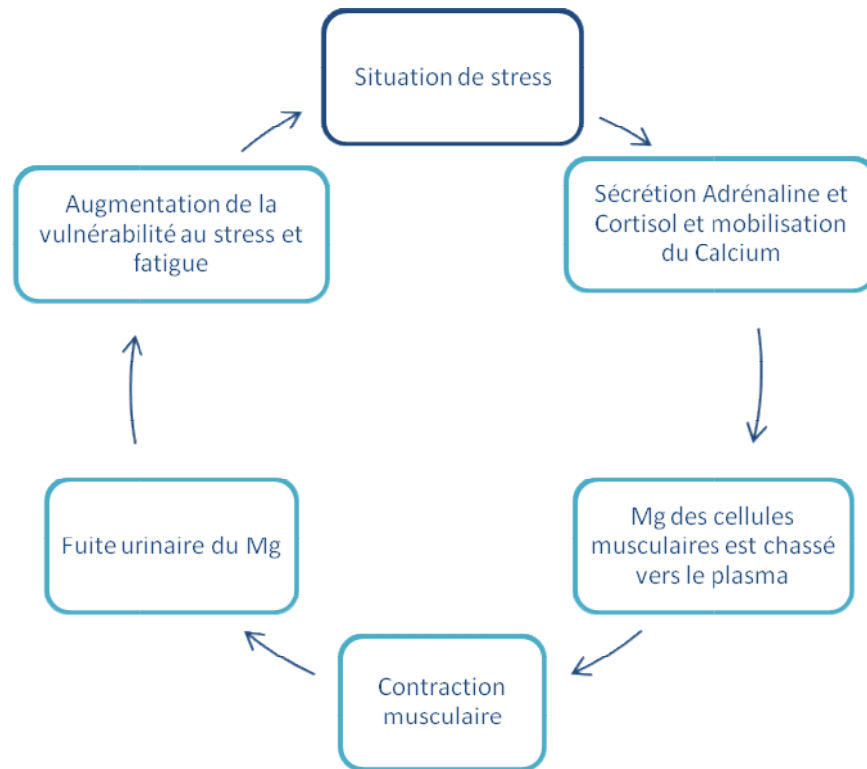 Situation de stress
Sécrétion Adrénaline et
Cortisol et mobilisation
du Calcium
Mg des cellules
musculaires est chassé
vers le plasma
Contraction
musculaire
Fuite urinaire du Mg
Augmentation de la
vulnérabilité au stress et
fatigue